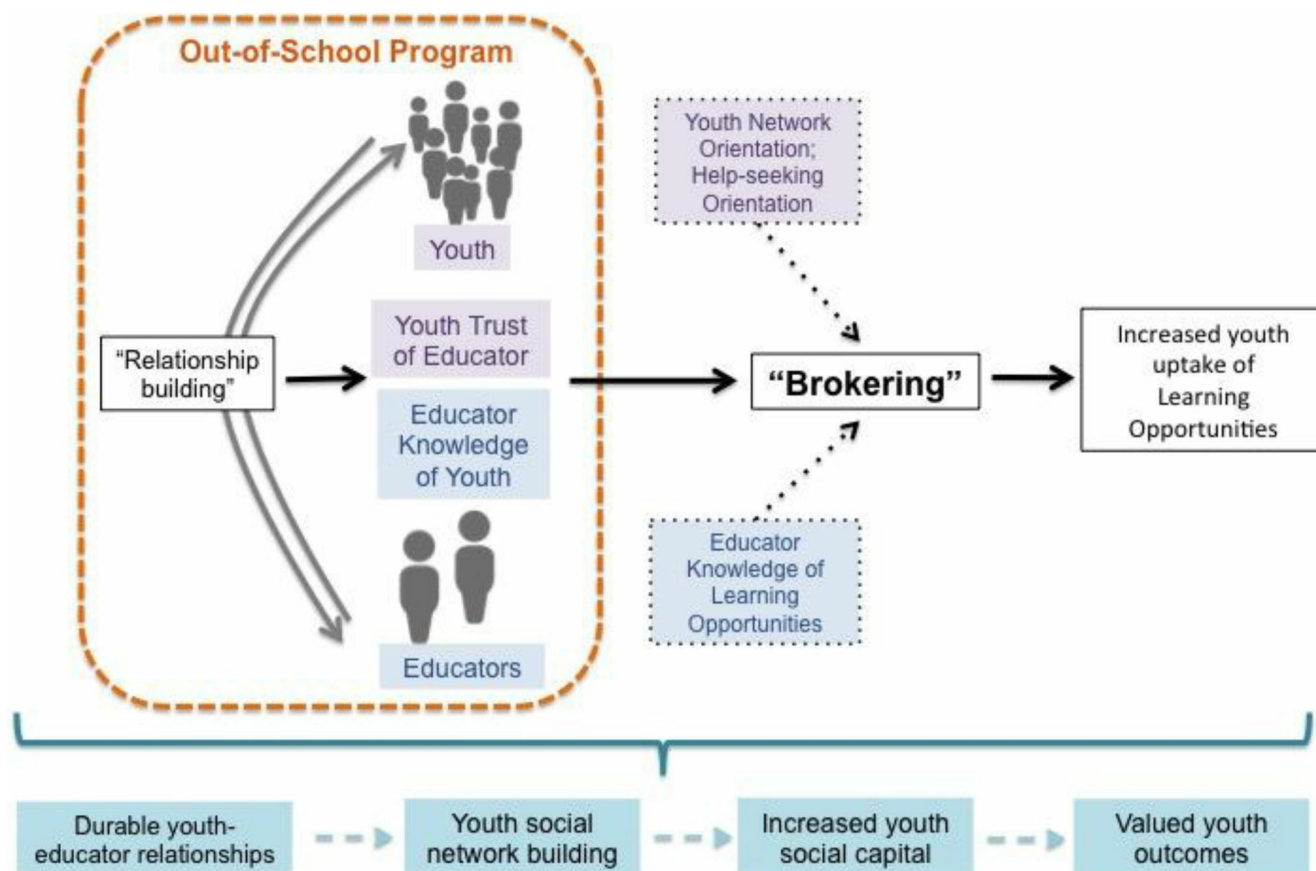 Out-of-School Program
Youth
“Relationship
building”
Youth Trust
of Educator
Educator
Knowledge
of Youth
Educators
Youth Network
Orientation;
Help-seeking
Orientation
“Brokering”
Educator
Knowledge of
Learning
Opportunities
Increased youth
uptake of
Learning
Opportunities
Durable youth-
educator relationships
Youth social
network building
Increased youth
social capital
Valued youth
outcomes